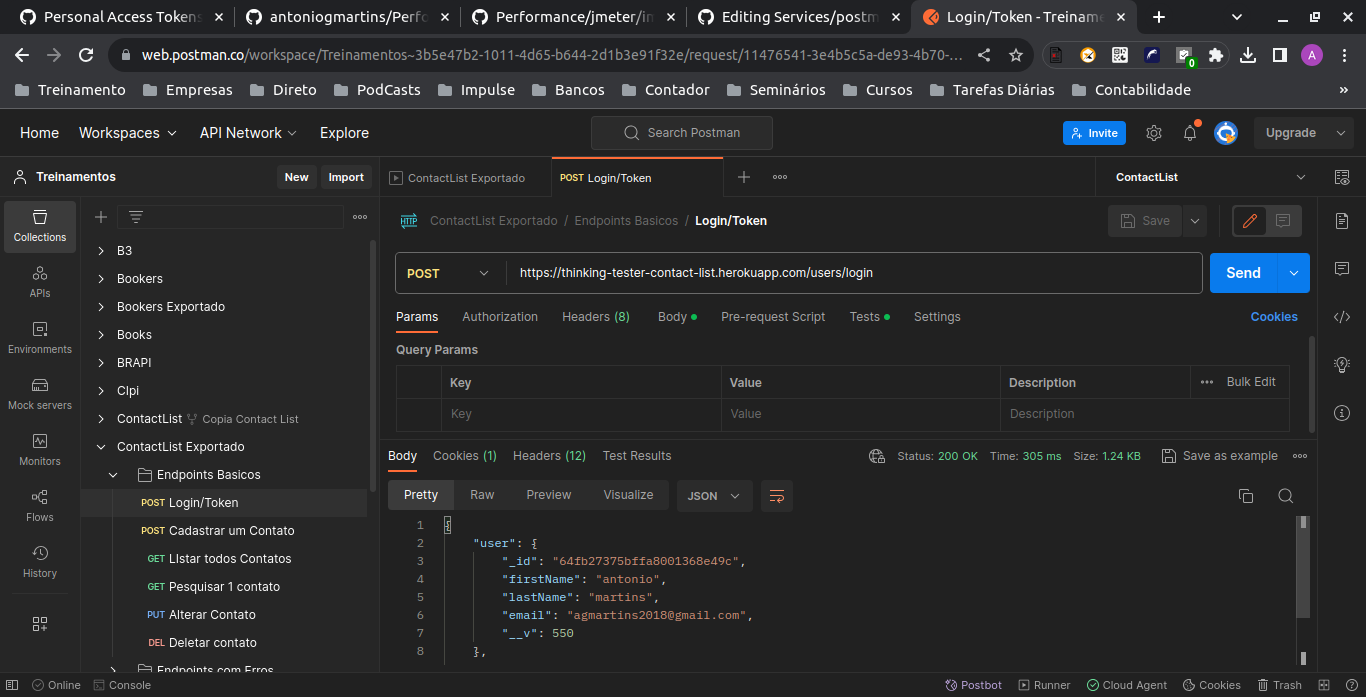 Personal Access Tokens
antoniogmartins/Perfo
Performance/jmeter/in
Editing Services/postm
Login/Token - Treiname
web.postman.co/workspace/Treinamentos~3b5e47b2-1011-4d65-b644-2d1b3e91f32e/request/11476541-3e4b5c5a-de93-4b70-...
0
A
Treinamento
Empresas
Direto
PodCasts
Impulse
Bancos
Contador
Seminários
Cursos
Tarefas Diárias
Contabilidade
»
Home
Workspaces
API Network
Explore
Search Postman
Invite
Upgrade
Treinamentos
New
Import
ContactList Exportado
POST Login/Token
ContactList
Collections
APIs
Environments
Mock servers
Monitors
Flows
History
B3
Bookers
Bookers Exportado
Books
BRAPI
Clpi
ContactList Copia Contact List
ContactList Exportado
Endpoints Basicos
POST Login/Token
POST Cadastrar um Contato
GET LIstar todos Contatos
GET Pesquisar 1 contato
PUT Alterar Contato
DEL Deletar contato
Endpoints com Erros
HTTP ContactList Exportado / Endpoints Basicos / Login/Token
Save
POST
https://thinking-tester-contact-list.herokuapp.com/users/login
Send
Params
Authorization
Headers (8)
Body
Pre-request Script
Tests
Settings
Cookies
Query Params
Key
Value
Description
Bulk Edit
Key
Value
Description
Body
Cookies (1)
Headers (12)
Test Results
Status: 200 OK
Time: 305 ms
Size: 1.24 KB
Save as example
Pretty
Raw
Preview
Visualize
JSON
1 {
2 "user": {
3 "_id": "64fb27375bffa8001368e49c",
4 "firstName": "antonio",
5 "lastName": "martins",
6 "email": "agmartins2018@gmail.com",
7 "__v": 550
8 },
Online
Console
Postbot
Runner
Cloud Agent
Cookies
Trash